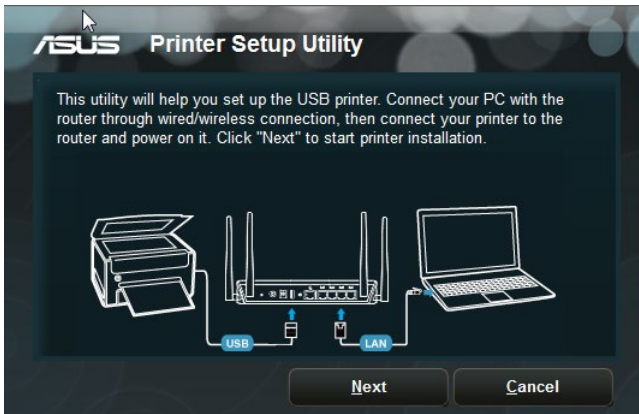 ASUS Printer Setup Utility
This utility will help you set up the USB printer. Connect your PC with the
router through wired/wireless connection, then connect your printer to the
router and power on it. Click "Next" to start printer installation.
USB LAN
Next Cancel